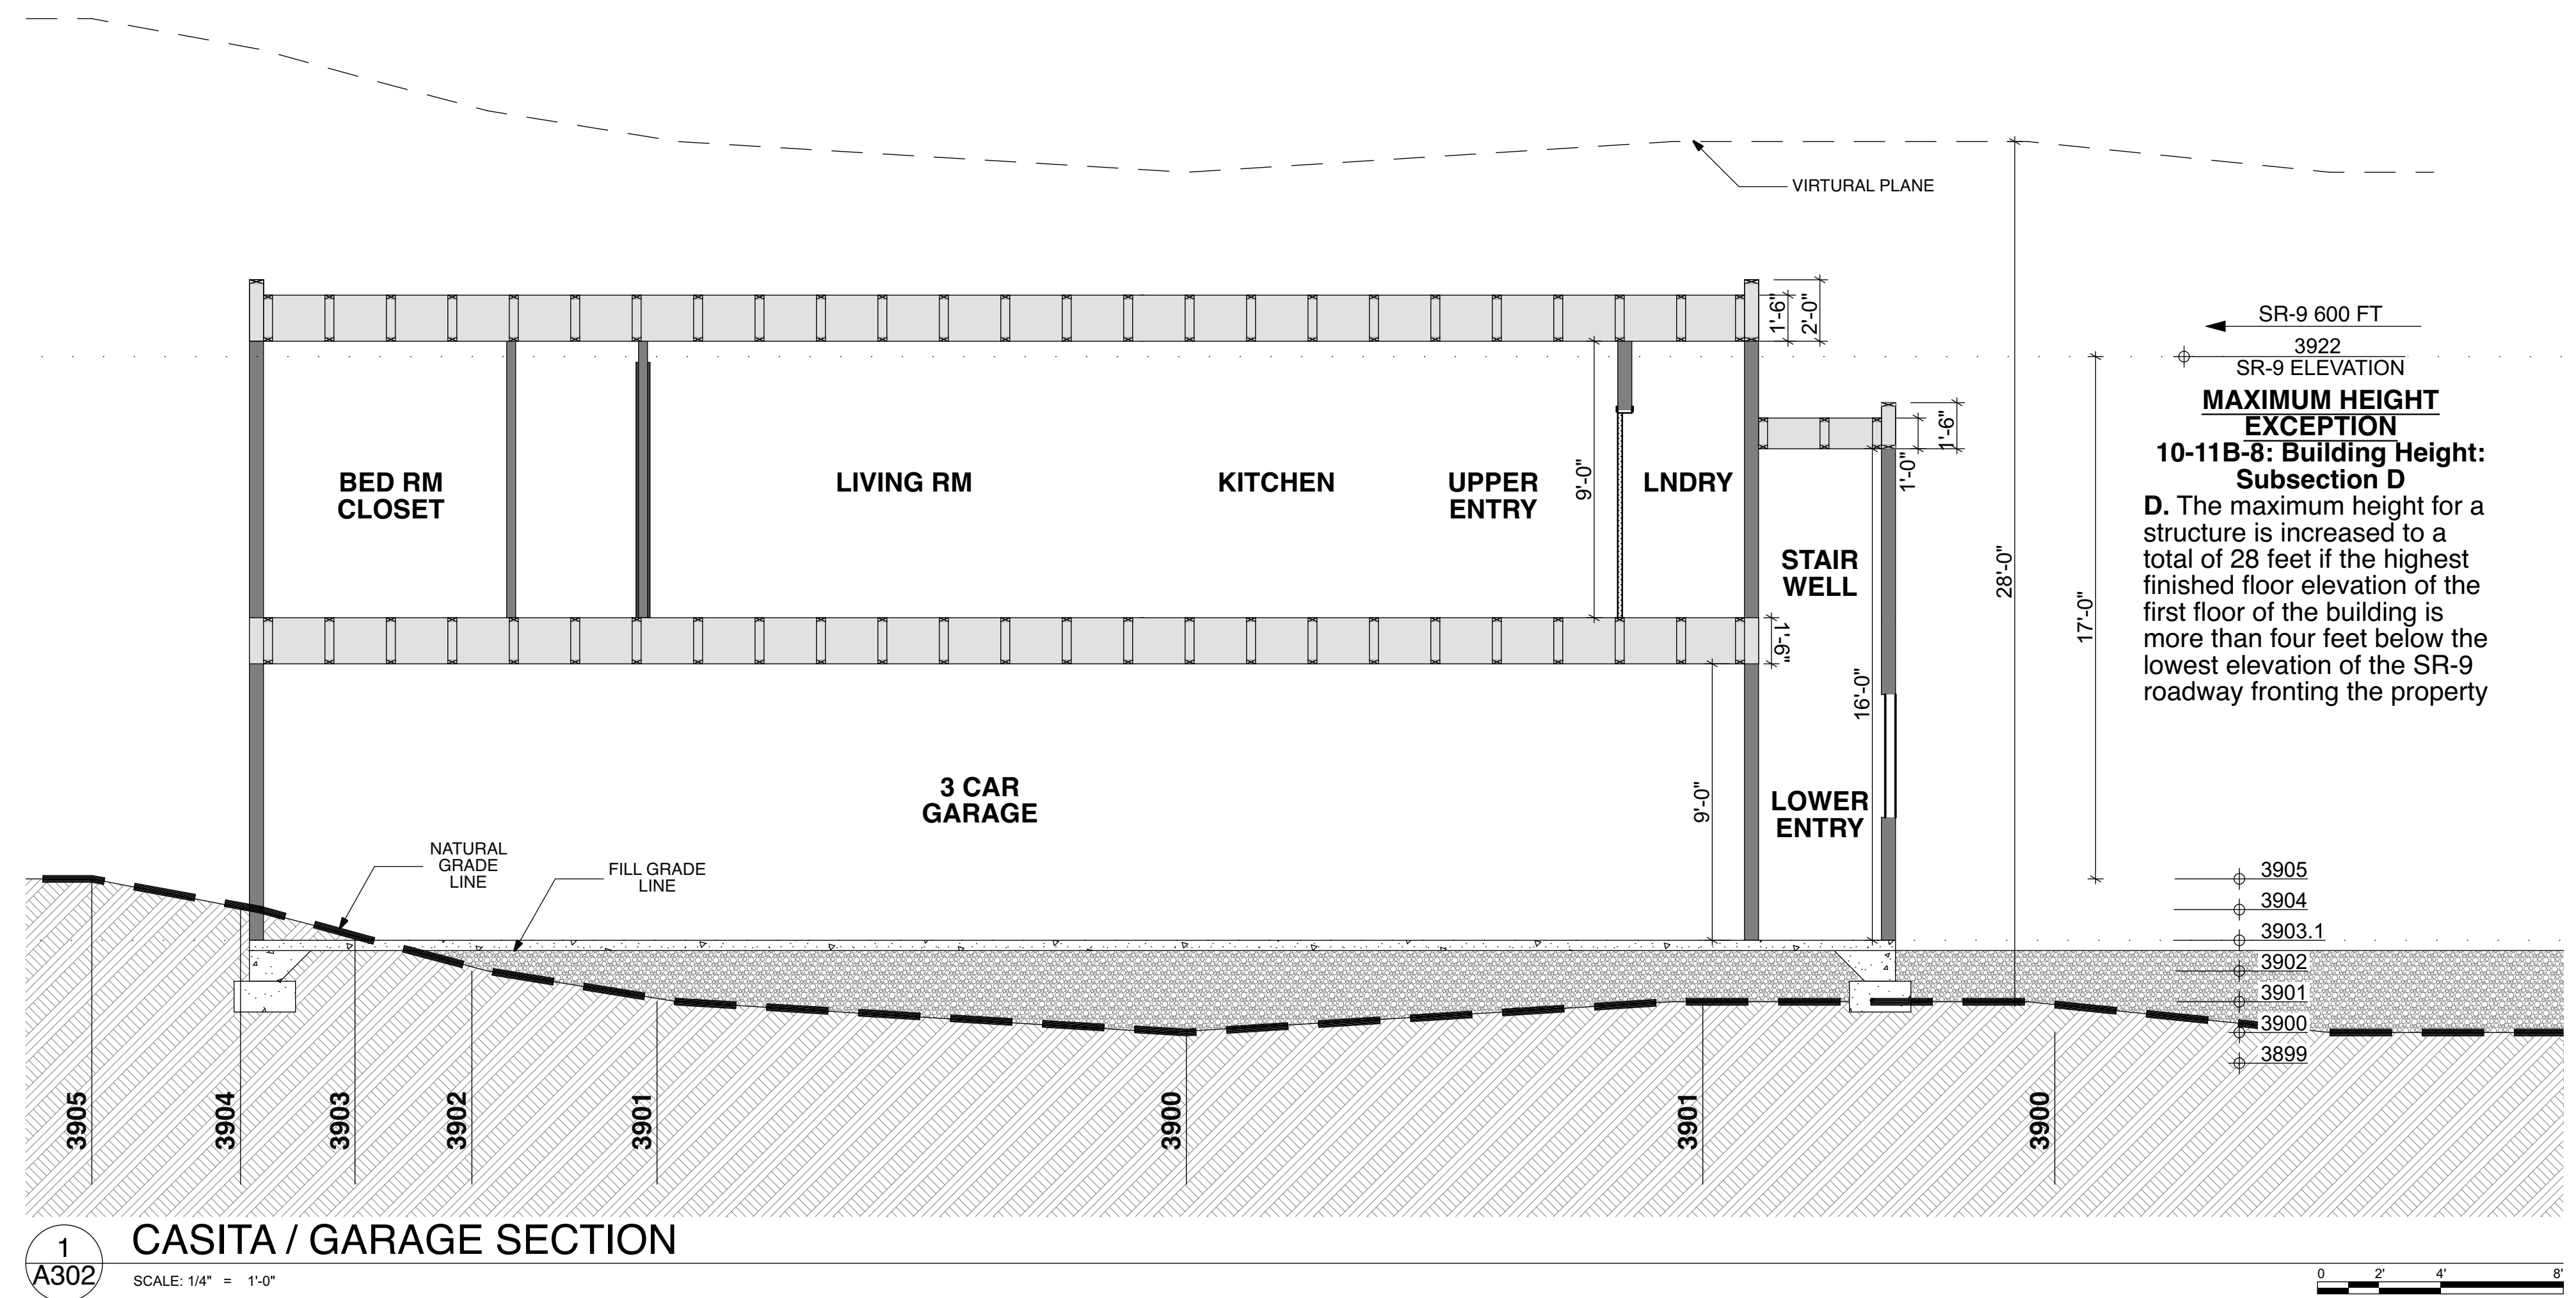 VIRTURAL PLANE
1'-6"
2'-0"
SR-9 600 FT
3922
SR-9 ELEVATION
MAXIMUM HEIGHT
EXCEPTION
10-11B-8: Building Height:
Subsection D
D. The maximum height for a
structure is increased to a
total of 28 feet if the highest
finished floor elevation of the
first floor of the building is
more than four feet below the
lowest elevation of the SR-9
roadway fronting the property
BED RM
CLOSET
LIVING RM
KITCHEN
UPPER
ENTRY
9'-0"
LNDRY
1'-6"
1'-0"
STAIR
WELL
28'-0"
17'-0"
1'-6"
16'-0"
3 CAR
GARAGE
9'-0"
LOWER
ENTRY
NATURAL
GRADE
LINE
FILL GRADE
LINE
3905
3904
3903.1
3902
3901
3900
3899
3905
3904
3903
3902
3901
3900
3901
3900
1
A302
CASITA / GARAGE SECTION
SCALE: 1/4" = 1'-0"
0 2' 4' 8'